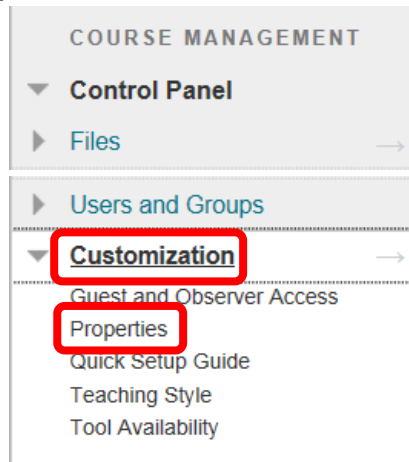 COURSE MANAGEMENT
Control Panel
Files
Users and Groups
Customization
Guest and Observer Access
Properties
Quick Setup Guide
Teaching Style
Tool Availability